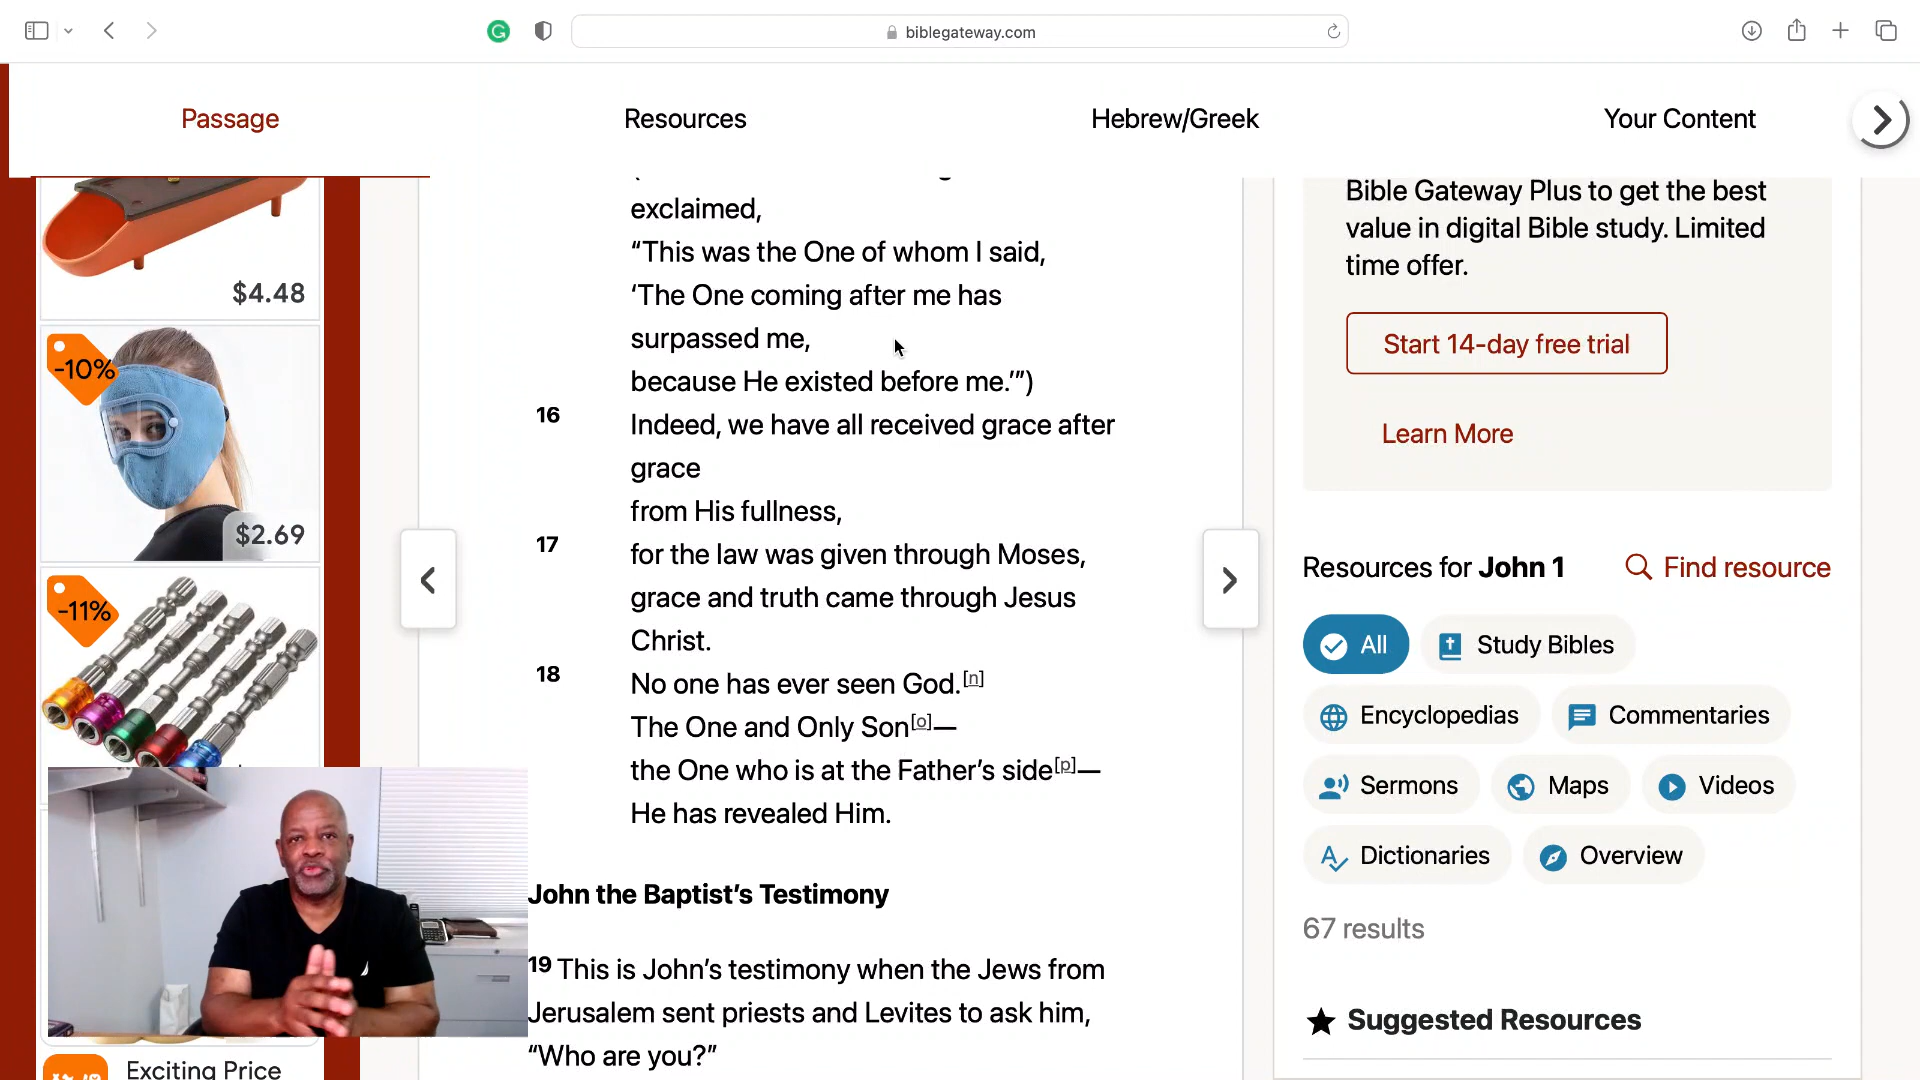 biblegateway.com
Passage
Resources
Hebrew/Greek
Your Content
$4.48
-10%
$2.69
-11%
Exciting Price
exclaimed,
“This was the One of whom I said,
‘The One coming after me has
surpassed me,
because He existed before me.’”)
16 Indeed, we have all received grace after
grace
from His fullness,
17 for the law was given through Moses,
grace and truth came through Jesus
Christ.
18 No one has ever seen God.[n]
The One and Only Son[o]—
the One who is at the Father’s side[p]—
He has revealed Him.
John the Baptist’s Testimony
19 This is John’s testimony when the Jews from
Jerusalem sent priests and Levites to ask him,
“Who are you?”
Bible Gateway Plus to get the best
value in digital Bible study. Limited
time offer.
Start 14-day free trial
Learn More
Resources for John 1
Find resource
All
Study Bibles
Encyclopedias
Commentaries
Sermons
Maps
Videos
Dictionaries
Overview
67 results
Suggested Resources